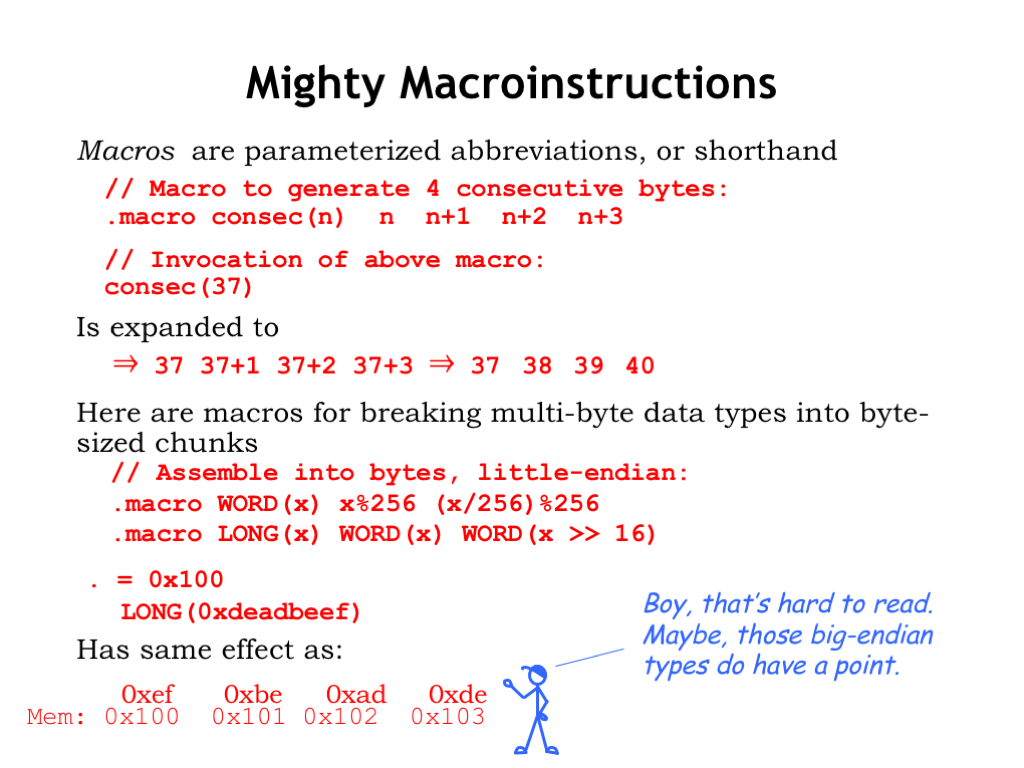 Mighty Macroinstructions
Macros are parameterized abbreviations, or shorthand
// Macro to generate 4 consecutive bytes:
.macro consec(n) n n+1 n+2 n+3
// Invocation of above macro:
consec(37)
Is expanded to
⇒ 37 37+1 37+2 37+3 ⇒ 37 38 39 40
Here are macros for breaking multi-byte data types into byte-
sized chunks
// Assemble into bytes, little-endian:
.macro WORD(x) x%256 (x/256)%256
.macro LONG(x) WORD(x) WORD(x >> 16)
. = 0x100
LONG(0xdeadbeef)
Has same effect as:
0xef 0xbe 0xad 0xde
Mem: 0x100 0x101 0x102 0x103
Boy, that's hard to read.
Maybe, those big-endian
types do have a point.